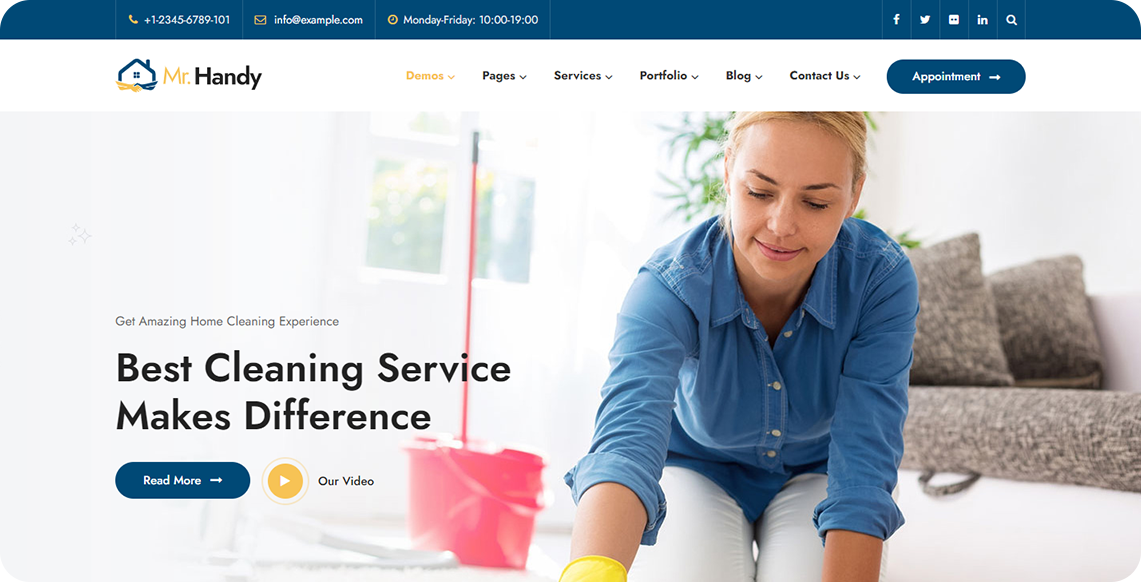 +1-2345-6789-101
info@example.com
Monday-Friday: 10:00-19:00
Mr. Handy
Demos
Pages
Services
Portfolio
Blog
Contact Us
Appointment
Get Amazing Home Cleaning Experience
Best Cleaning Service
Makes Difference
Read More
Our Video